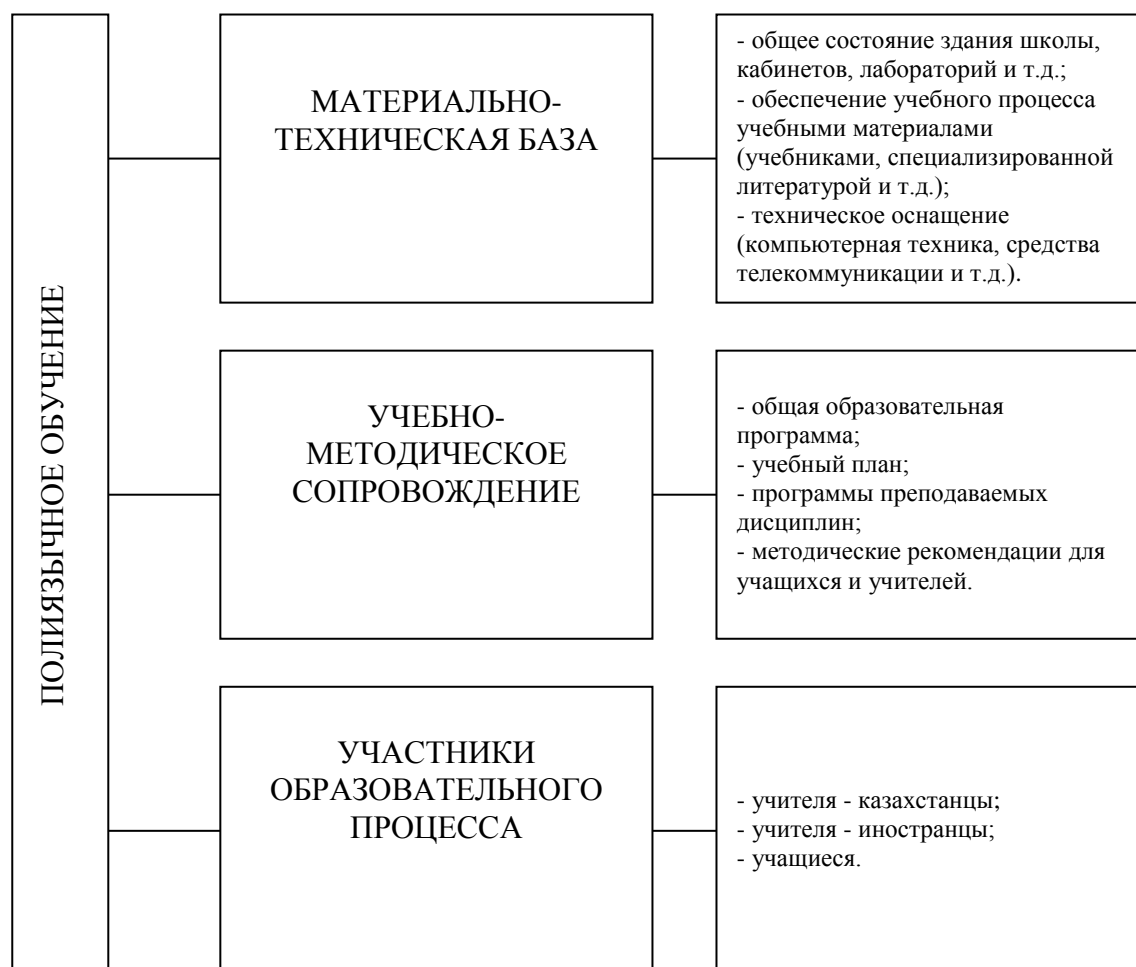 ПОЛИЯЗЫЧНОЕ ОБУЧЕНИЕ
МАТЕРИАЛЬНО-
ТЕХНИЧЕСКАЯ БАЗА
- общее состояние здания школы,
кабинетов, лабораторий и т.д.;
- обеспечение учебного процесса
учебными материалами
(учебниками, специализированной
литературой и т.д.);
- техническое оснащение
(компьютерная техника, средства
телекоммуникации и т.д.).
УЧЕБНО-
МЕТОДИЧЕСКОЕ
СОПРОВОЖДЕНИЕ
- общая образовательная
программа;
- учебный план;
- программы преподаваемых
дисциплин;
- методические рекомендации для
учащихся и учителей.
УЧАСТНИКИ
ОБРАЗОВАТЕЛЬНОГО
ПРОЦЕССА
- учителя - казахстанцы;
- учителя - иностранцы;
- учащиеся.